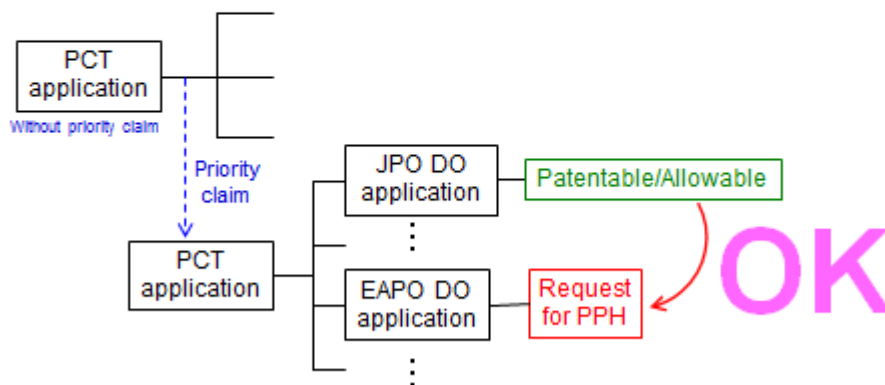 PCT
application
Without priority claim
Priority
claim
JPO DO
application
Patentable/Allowable
PCT
application
EAPO DO
application
Request
for PPH
OK